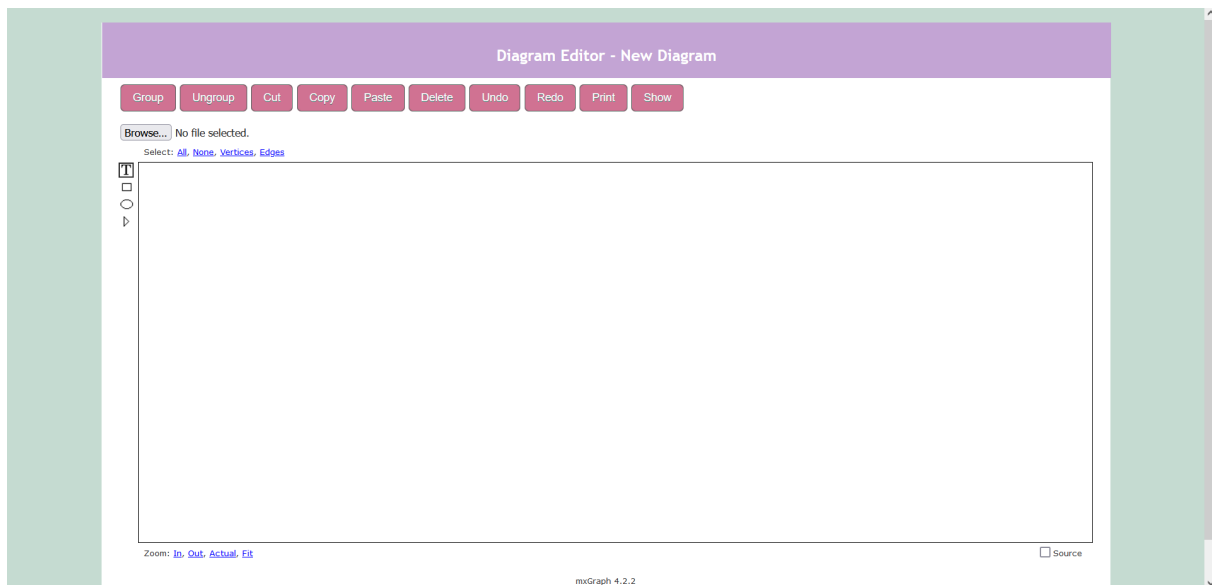 Diagram Editor - New Diagram
Group Ungroup Cut Copy Paste Delete Undo Redo Print Show
Browse... No file selected.
Select: All, None, Vertices, Edges
T
Zoom: In, Out, Actual, Fit Source
mxGraph 4.2.2